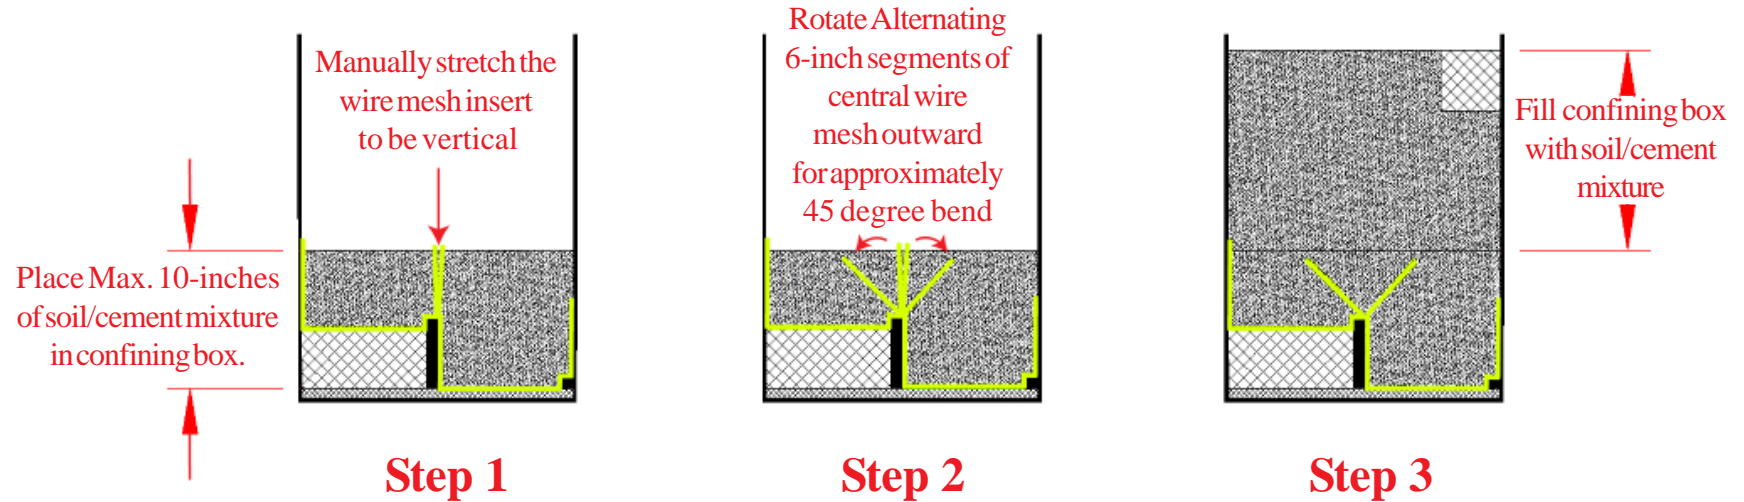 Manually stretch the
wire mesh insert
to be vertical
Place Max. 10-inches
of soil/cement mixture
in confining box.
Step 1
Rotate Alternating
6-inch segments of
central wire
mesh outward
for approximately
45 degree bend
Step 2
Fill confining box
with soil/cement
mixture
Step 3